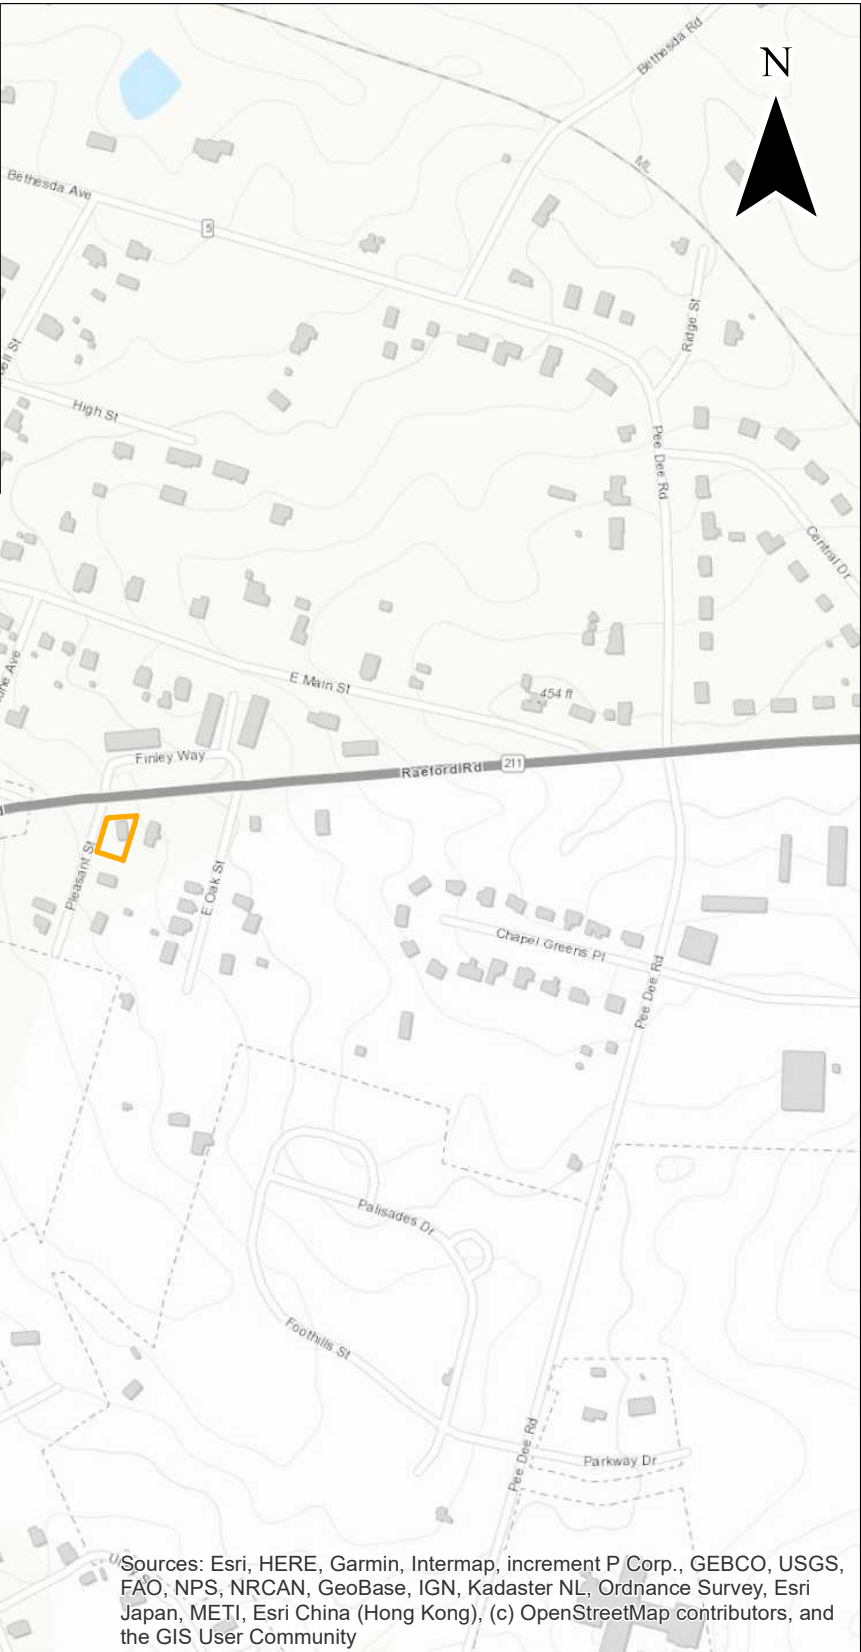 Bethesda Rd
N
ML
Bethesda Ave
5
Ridge St
High St
Pee Dee Rd
Central Dr
E Main St
454 ft
Finley Way
Raeford Rd
211
Pleasant St
E Oak St
Chapel Greens Pl
Pee Dee Rd
Palisades Dr
Foothills St
Pee Dee Rd
Parkway Dr
Sources: Esri, HERE, Garmin, Intermap, increment P Corp., GEBCO, USGS,
FAO, NPS, NRCAN, GeoBase, IGN, Kadaster NL, Ordnance Survey, Esri
Japan, METI, Esri China (Hong Kong), (c) OpenStreetMap contributors, and
the GIS User Community